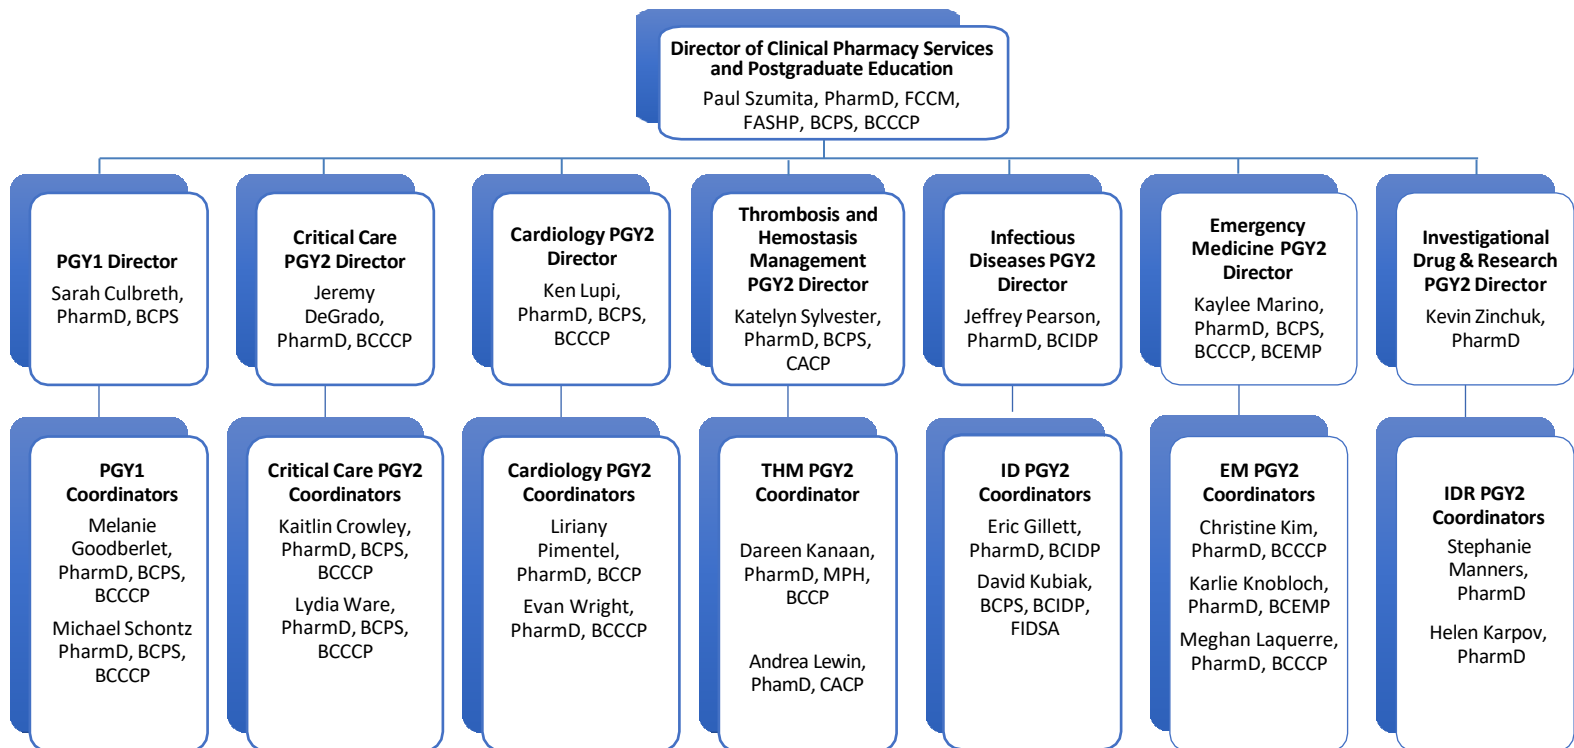 Director of Clinical Pharmacy Services
and Postgraduate Education
Paul Szumita, PharmD, FCCM,
FASHP, BCPS, BCCCP
PGY1 Director
Sarah Culbreth,
PharmD, BCPS
Critical Care
PGY2 Director
Jeremy
DeGrado,
PharmD, BCCCP
Cardiology PGY2
Director
Ken Lupi,
PharmD, BCPS,
BCCCP
Thrombosis and
Hemostasis
Management
PGY2 Director
Katelyn Sylvester,
PharmD, BCPS,
CACP
Infectious
Diseases PGY2
Director
Jeffrey Pearson,
PharmD, BCIDP
Emergency
Medicine PGY2
Director
Kaylee Marino,
PharmD, BCPS,
BCCCP, BCEMP
Investigational
Drug & Research
PGY2 Director
Kevin Zinchuk,
PharmD
PGY1
Coordinators
Melanie
Goodberlet,
PharmD, BCPS,
BCCCP
Michael Schontz
PharmD, BCPS,
BCCCP
Critical Care PGY2
Coordinators
Kaitlin Crowley,
PharmD, BCPS,
BCCCP
Lydia Ware,
PharmD, BCPS,
BCCCP
Cardiology PGY2
Coordinators
Liriany
Pimentel,
PharmD, BCCP
Evan Wright,
PharmD, BCCCP
THM PGY2
Coordinator
Dareen Kanaan,
PharmD, MPH,
BCCP
Andrea Lewin,
PhamD, CACP
ID PGY2
Coordinators
Eric Gillett,
PharmD, BCIDP
David Kubiak,
BCPS, BCIDP,
FIDSA
EM PGY2
Coordinators
Christine Kim,
PharmD, BCCCP
Karlie Knobloch,
PharmD, BCEMP
Meghan Laquerre,
PharmD, BCCCP
IDR PGY2
Coordinators
Stephanie
Manners,
PharmD
Helen Karpov,
PharmD